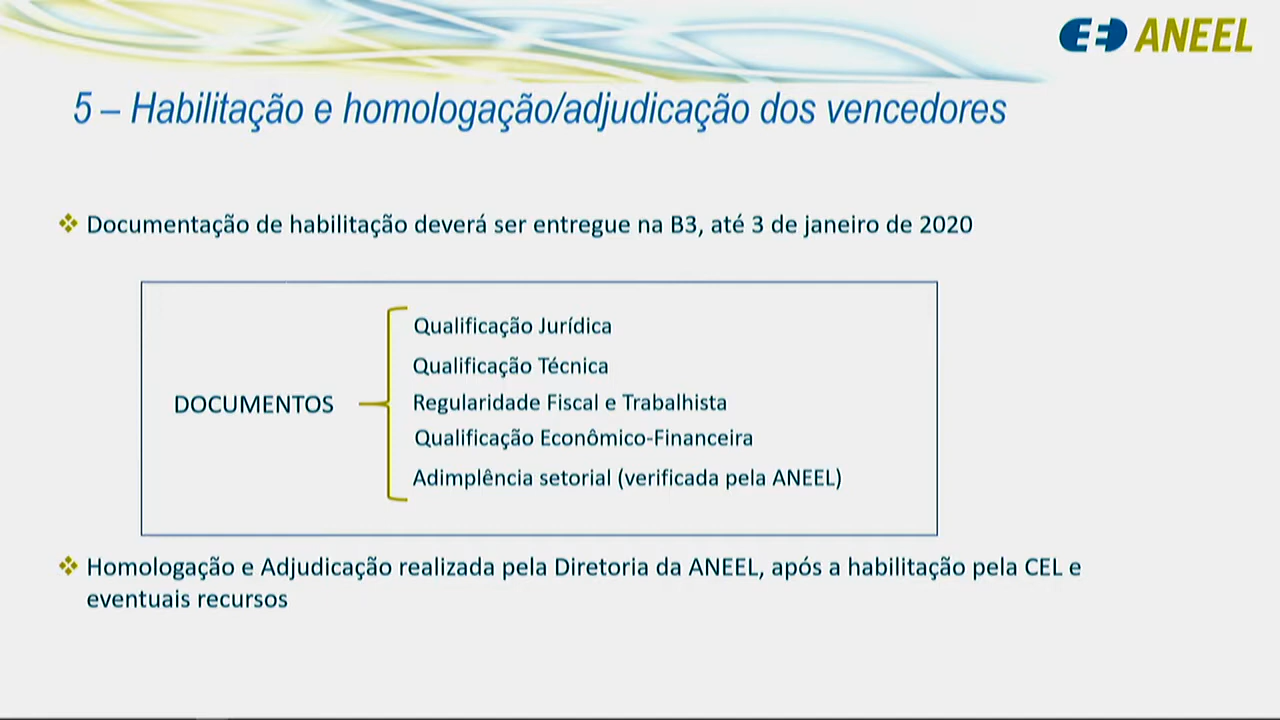 ANEEL
5 – Habilitação e homologação/adjudicação dos vencedores
Documentação de habilitação deverá ser entregue na B3, até 3 de janeiro de 2020
DOCUMENTOS
Qualificação Jurídica
Qualificação Técnica
Regularidade Fiscal e Trabalhista
Qualificação Econômico-Financeira
Adimplência setorial (verificada pela ANEEL)
Homologação e Adjudicação realizada pela Diretoria da ANEEL, após a habilitação pela CEL e
eventuais recursos